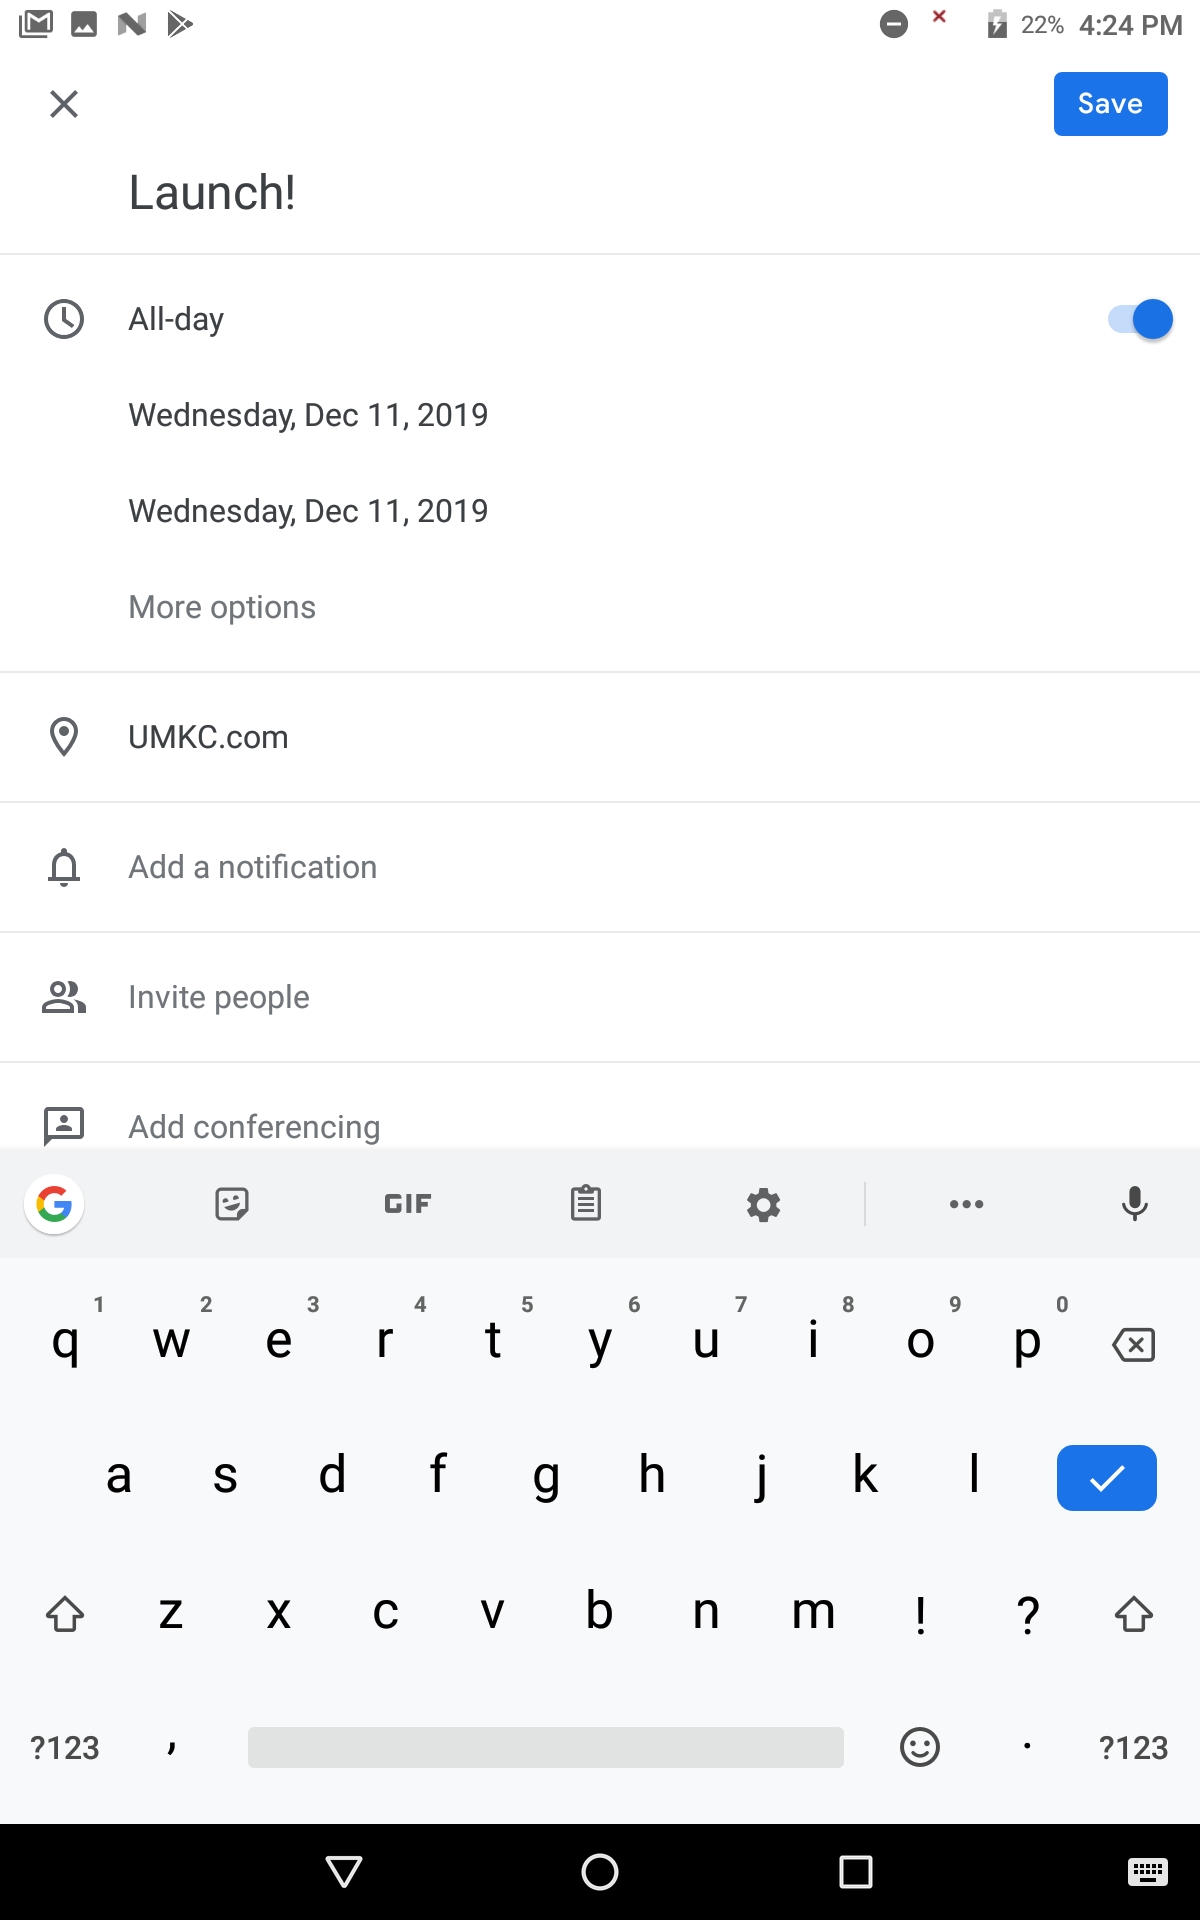 22% 4:24 PM
Save
Launch!
All-day
Wednesday, Dec 11, 2019
Wednesday, Dec 11, 2019
More options
UMKC.com
Add a notification
Invite people
Add conferencing
GIF
1 2 3 4 5 6 7 8 9 0
q w e r t y u i o p
a s d f g h j k l
z x c v b n m ! ?
?123 , . ?123